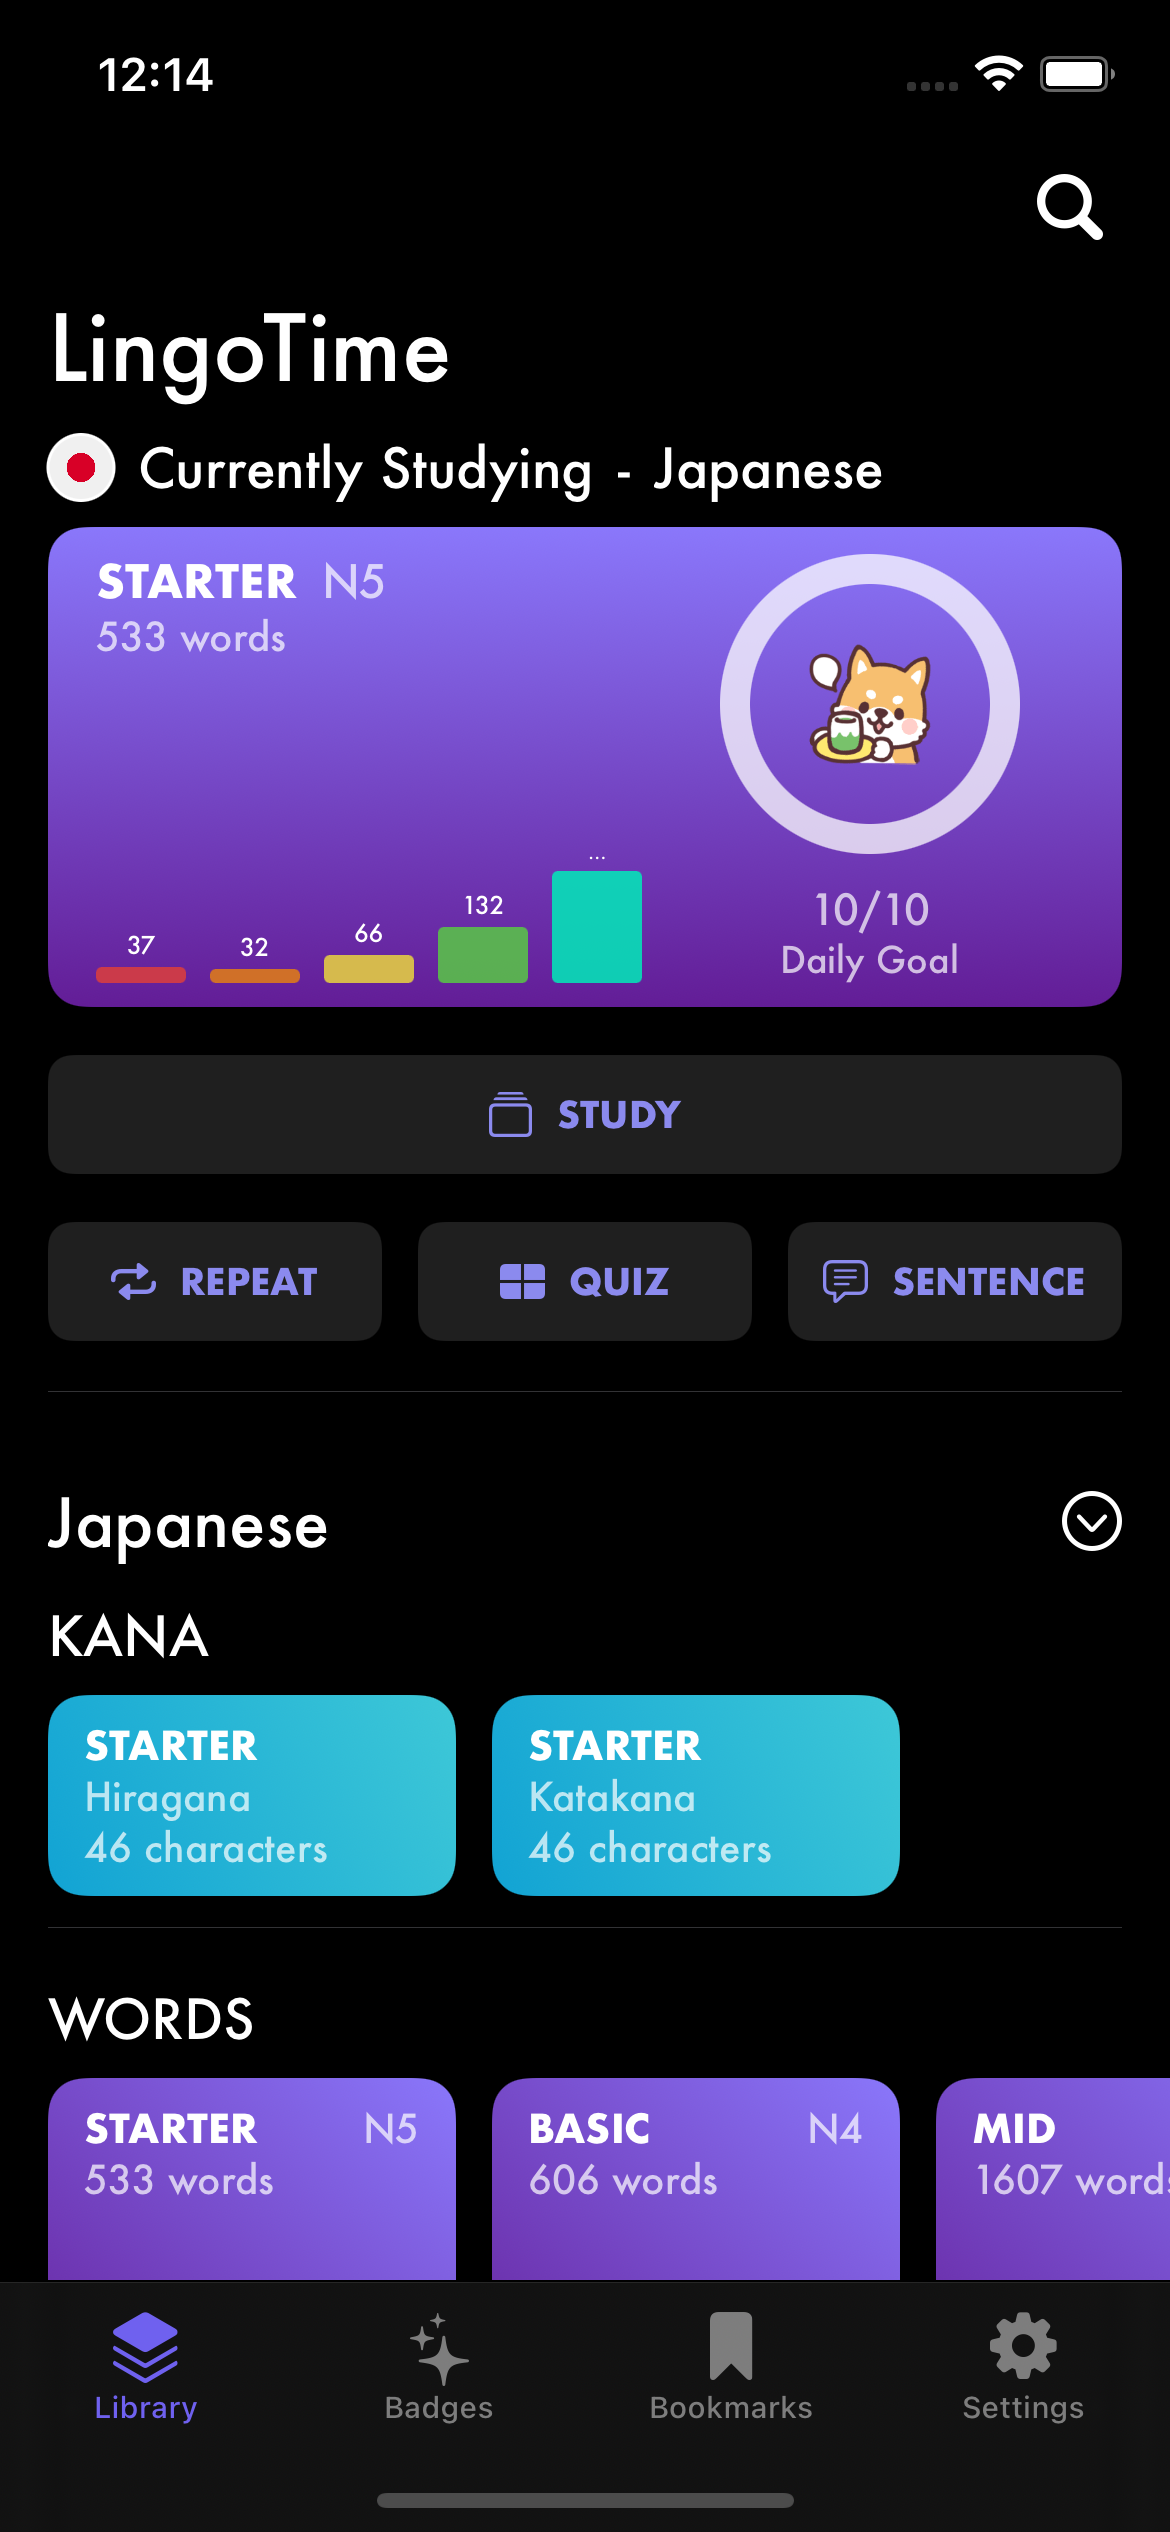 12:14
LingoTime
Currently Studying - Japanese
STARTER N5
533 words
37
32
66
132
...
10/10
Daily Goal
STUDY
REPEAT
QUIZ
SENTENCE
Japanese
KANA
STARTER
Hiragana
46 characters
STARTER
Katakana
46 characters
WORDS
STARTER N5
533 words
BASIC N4
606 words
MID
1607 words
Library
Badges
Bookmarks
Settings